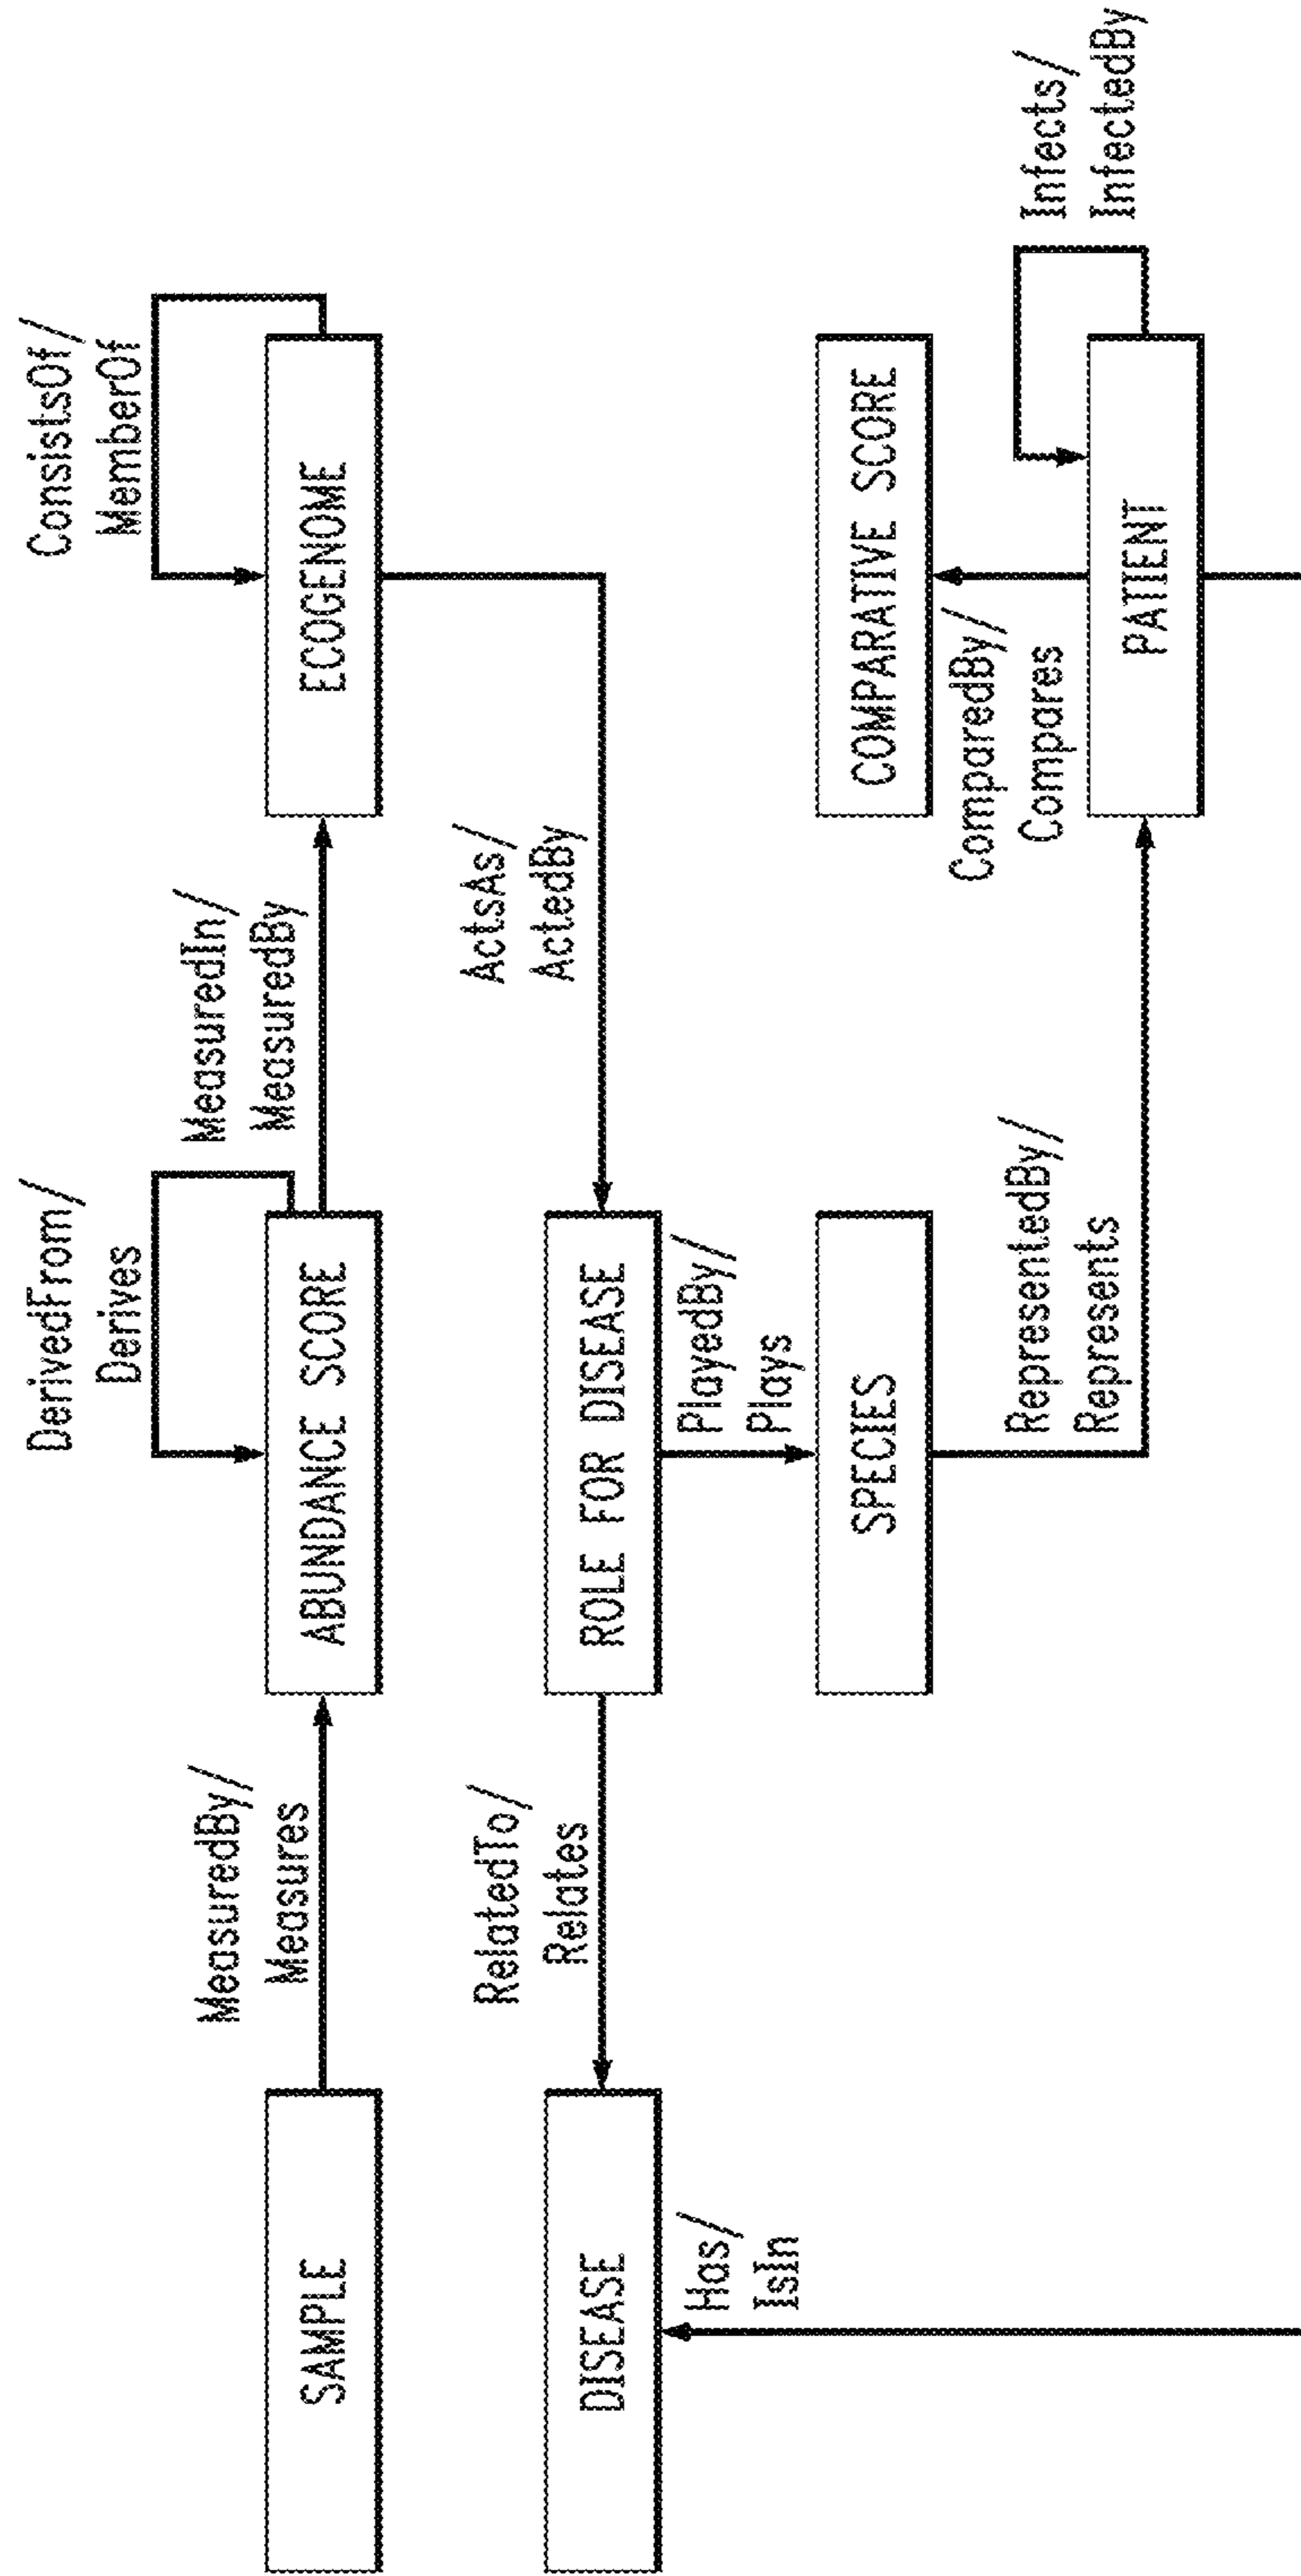 DerivedFrom/
Derives
ConsistsOf/
MemberOf
MeasuredBy/
Measures
MeasuredIn/
MeasuredBy
SAMPLE
ABUNDANCE SCORE
ECOGENOME
RelatedTo/
Relates
ActsAs/
ActedBy
DISEASE
ROLE FOR DISEASE
Has/
IsIn
PlayedBy/
Plays
SPECIES
COMPARATIVE SCORE
ComparedBy/
Compares
RepresentedBy/
Represents
Infects/
InfectedBy
PATIENT